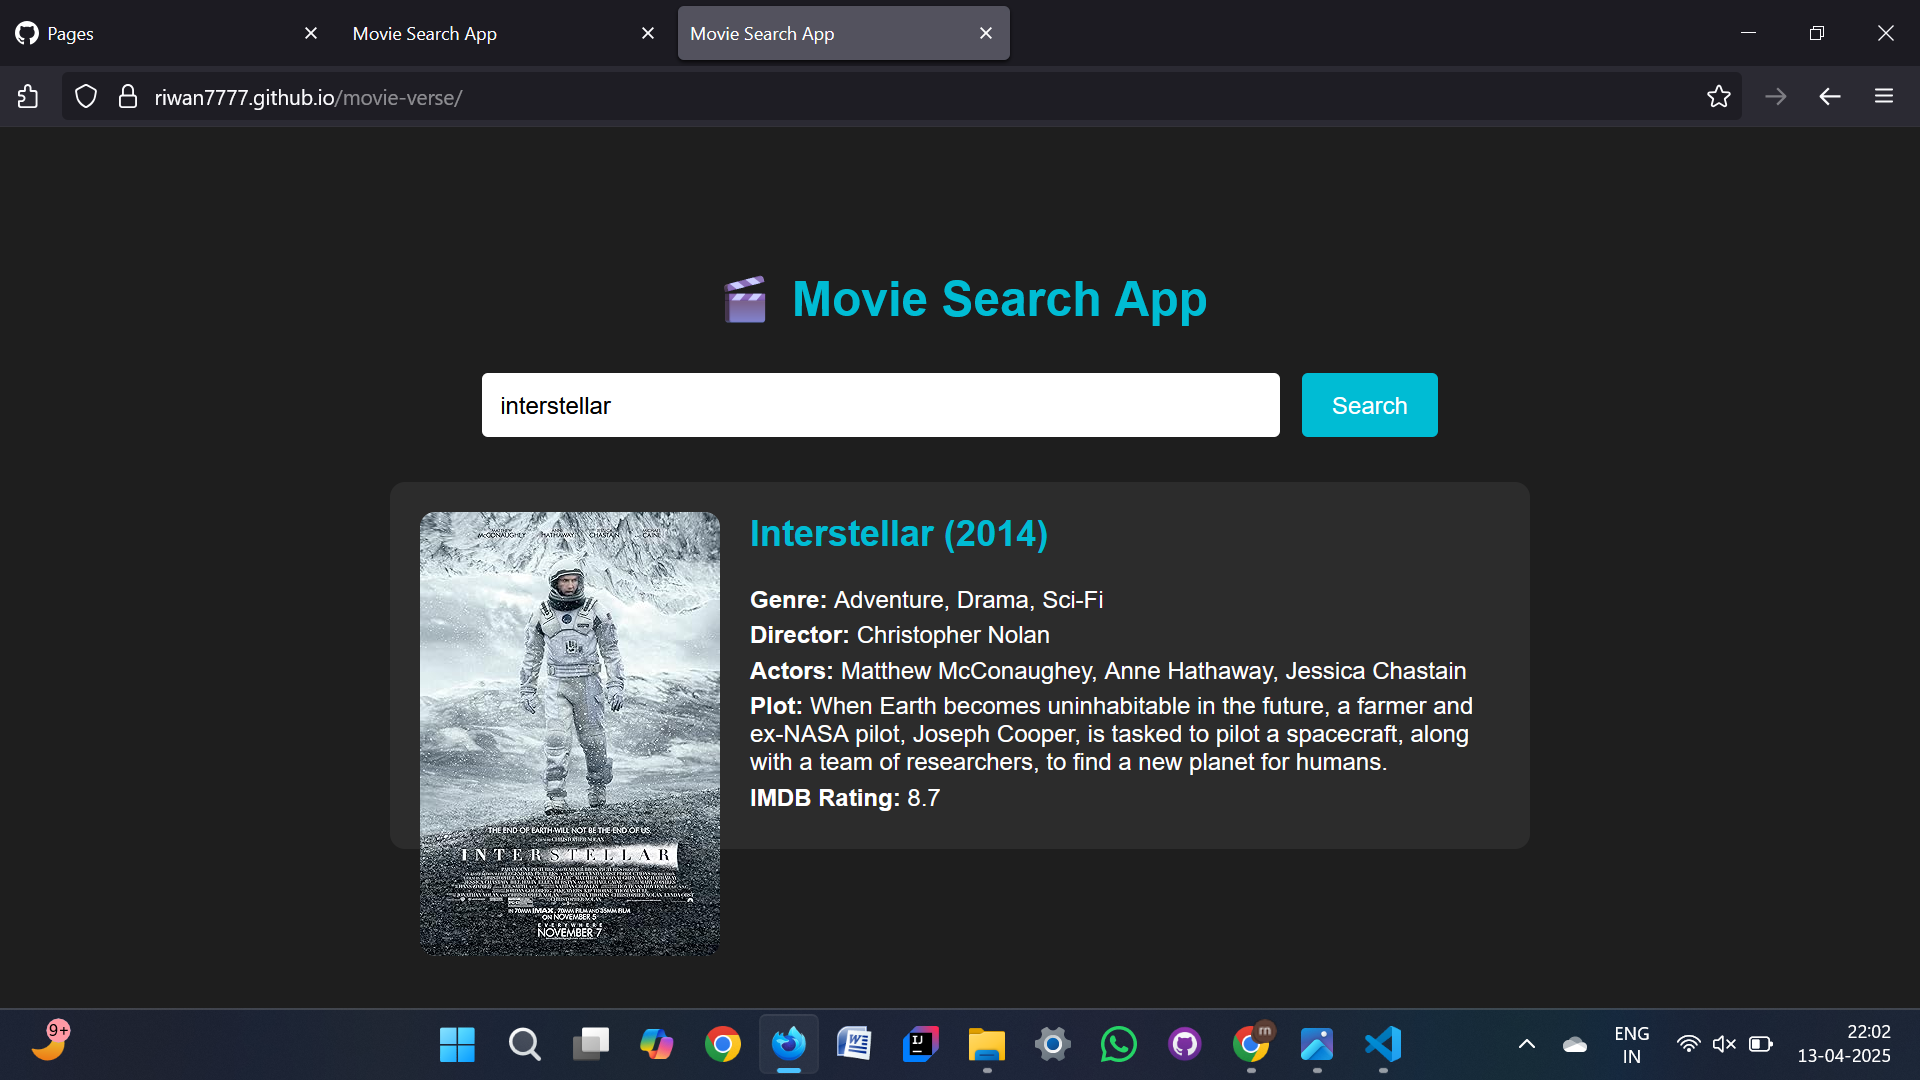 Pages
Movie Search App
Movie Search App
riwan7777.github.io/movie-verse/
Movie Search App
interstellar
Search
Interstellar (2014)
Genre: Adventure, Drama, Sci-Fi
Director: Christopher Nolan
Actors: Matthew McConaughey, Anne Hathaway, Jessica Chastain
Plot: When Earth becomes uninhabitable in the future, a farmer and
ex-NASA pilot, Joseph Cooper, is tasked to pilot a spacecraft, along
with a team of researchers, to find a new planet for humans.
IMDB Rating: 8.7
MATTHEW ANNE JESSICA MICHAEL
McCONAUGHEY HATHAWAY CHASTAIN CAINE
THE END OF EARTH WILL NOT BE THE END OF US
INTERSTELLAR
IN 70MM IMAX, 70MM FILM AND 35MM FILM
ON NOVEMBER 5
EVERYWHERE
NOVEMBER 7
9+
W
IJ
m
ENG
IN
22:02
13-04-2025